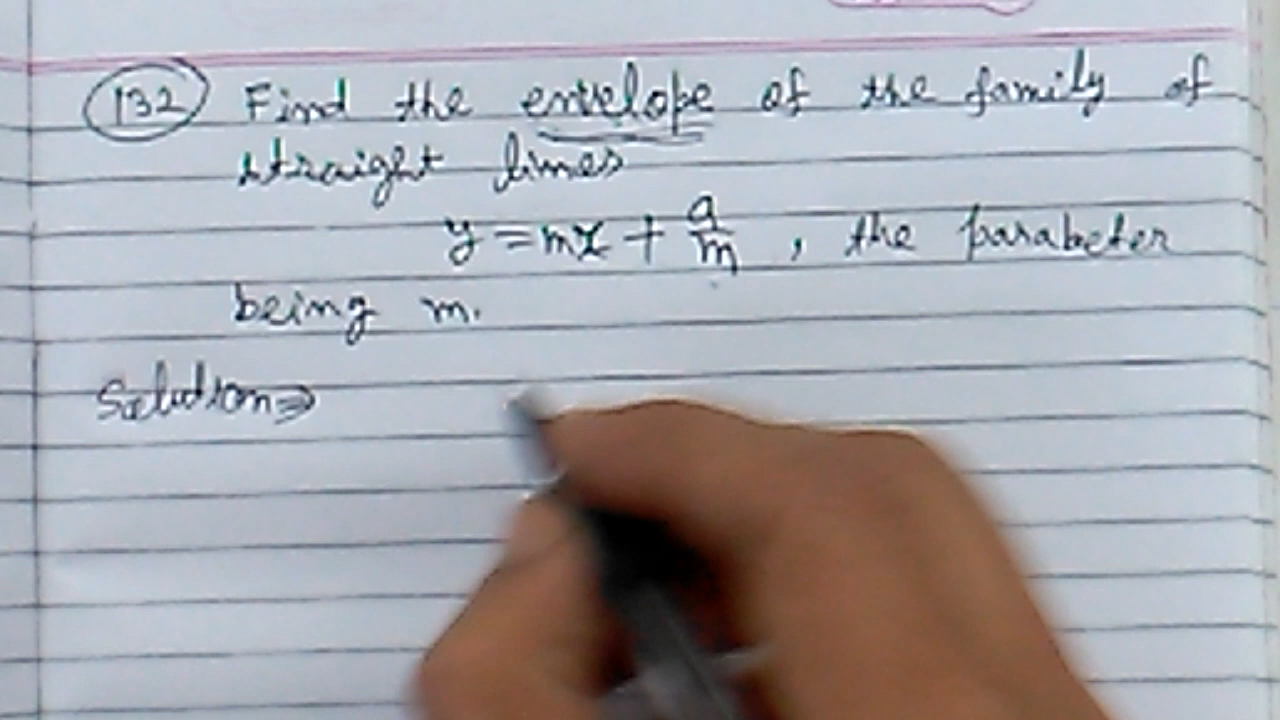 132 Find the envelope of the family of
straight lines
y = mx + a/m , the parabeter
being m.
Solution ⇒